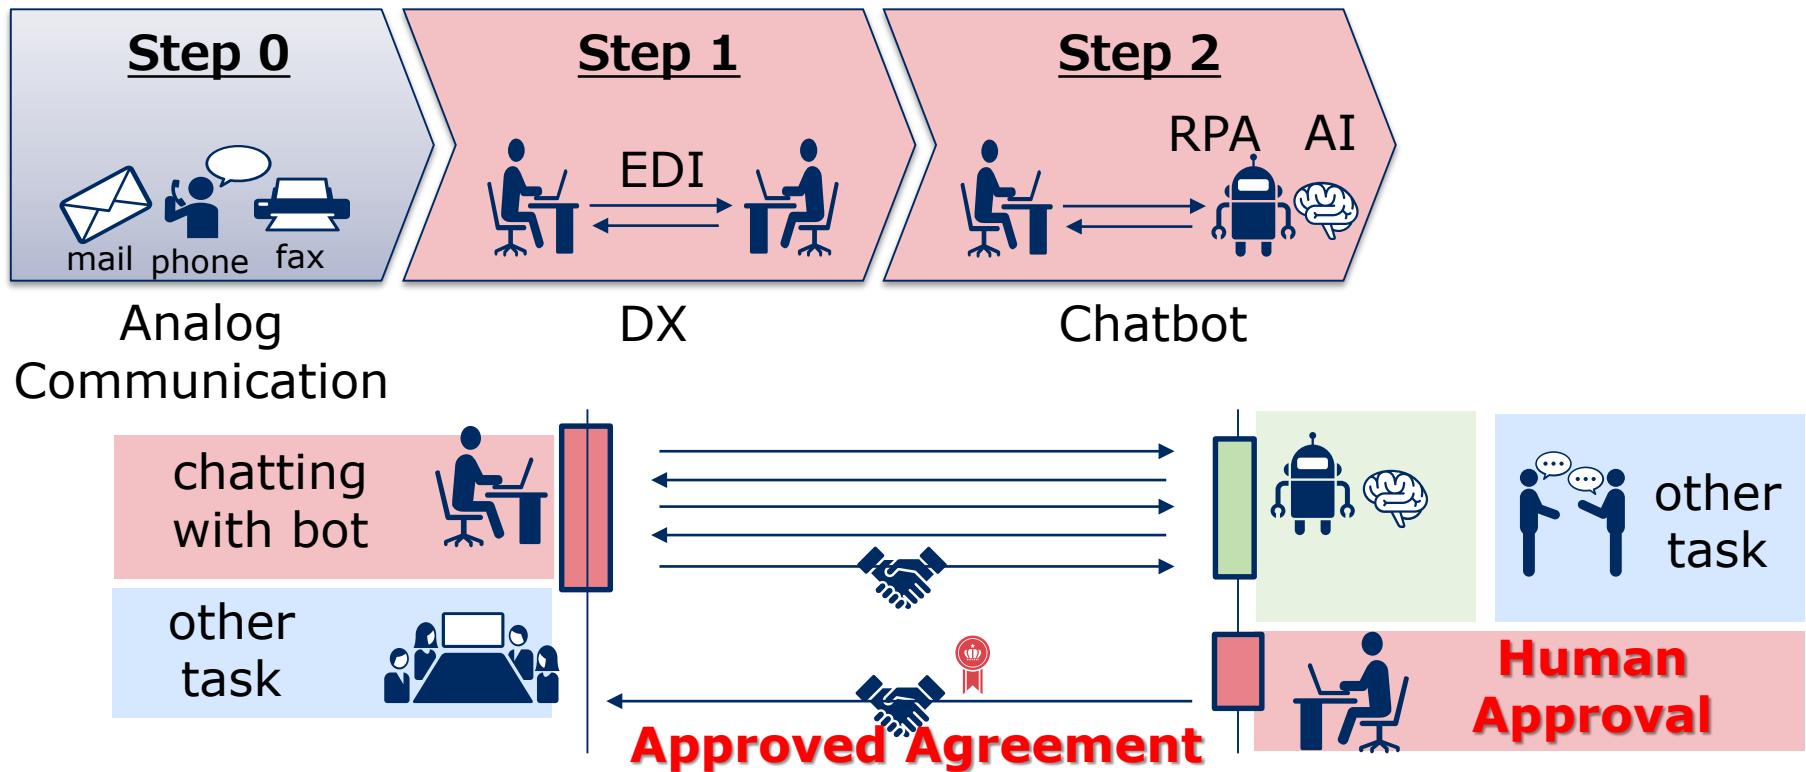 Step 0
Step 1
Step 2
mail
phone
fax
EDI
RPA
AI
Analog
Communication
DX
Chatbot
chatting
with bot
other
task
other
task
Human
Approval
Approved Agreement